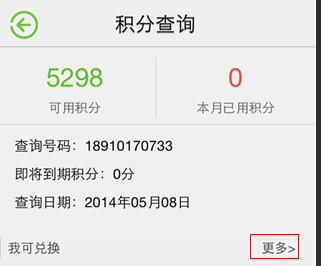 积分查询
5298 0
可用积分 本月已用积分
查询号码：18910170733
即将到期积分：0分
查询日期：2014年05月08日
我可兑换 更多>